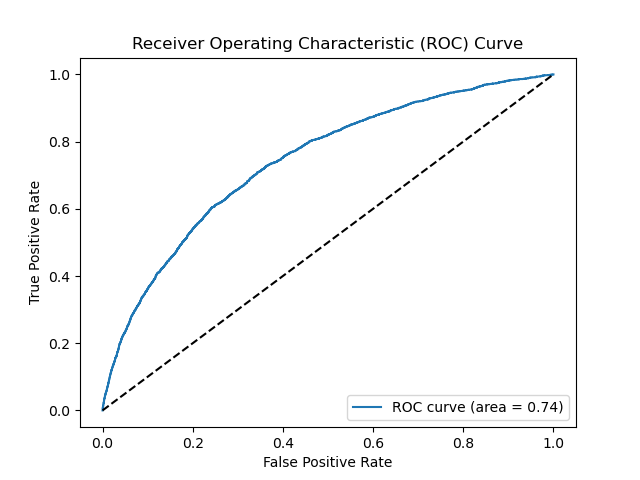 Receiver Operating Characteristic (ROC) Curve
1.0
0.8
0.6
0.4
0.2
0.0
True Positive Rate
ROC curve (area = 0.74)
0.0 0.2 0.4 0.6 0.8 1.0
False Positive Rate